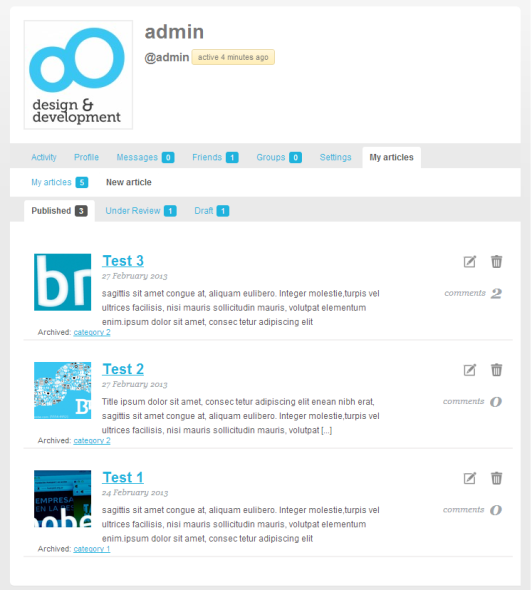 admin
@admin active 4 minutes ago
design &
development
Activity Profile Messages 0 Friends 1 Groups 0 Settings My articles
My articles 5 New article
Published 3 Under Review 1 Draft 1
br
Test 3
27 February 2013
sagittis sit amet congue at, aliquam eulibero. Integer molestie,turpis vel
ultrices facilisis, nisi mauris sollicitudin mauris, volutpat elementum
enim.ipsum dolor sit amet, consec tetur adipiscing elit
comments 2
Archived: category 2
B
Test 2
27 February 2013
Title ipsum dolor sit amet, consec tetur adipiscing elit enean nibh erat,
sagittis sit amet congue at, aliquam eulibero. Integer molestie,turpis vel
ultrices facilisis, nisi mauris sollicitudin mauris, volutpat [...]
comments 0
Archived: category 2
EMPRESA
Test 1
24 February 2013
sagittis sit amet congue at, aliquam eulibero. Integer molestie,turpis vel
ultrices facilisis, nisi mauris sollicitudin mauris, volutpat elementum
enim.ipsum dolor sit amet, consec tetur adipiscing elit
comments 0
Archived: category 1